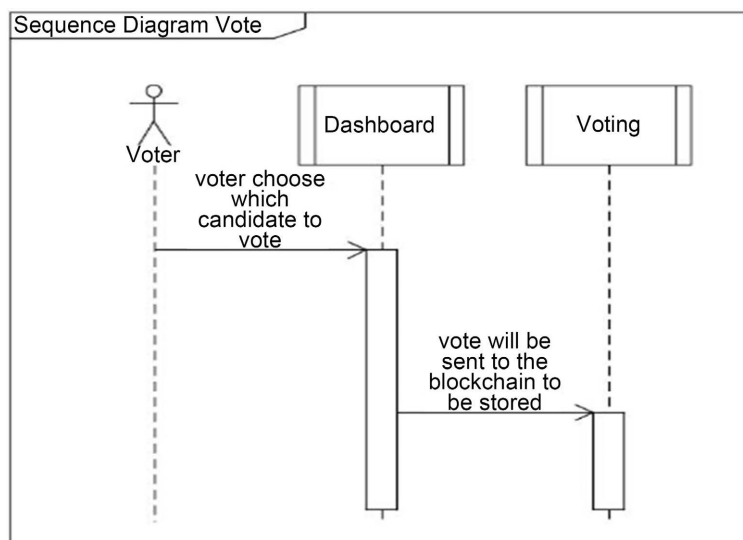 Sequence Diagram Vote
Voter
Dashboard
Voting
voter choose
which
candidate to
vote
vote will be
sent to the
blockchain to
be stored